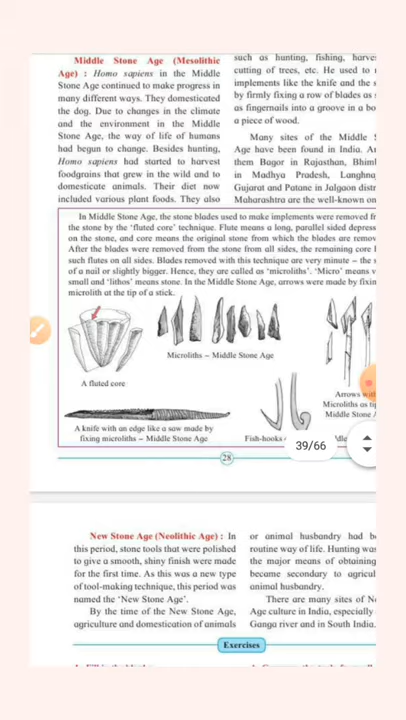 Middle Stone Age (Mesolithic
Age) : Homo sapiens in the Middle
Stone Age continued to make progress in
many different ways. They domesticated
the dog. Due to changes in the climate
and the environment in the Middle
Stone Age, the way of life of humans
had begun to change. Besides hunting,
Homo sapiens had started to harvest
foodgrains that grew in the wild and to
domesticate animals. Their diet now
included various plant foods. They also
such as hunting, fishing, harve
cutting of trees, etc. He used to
implements like the knife and the s
by firmly fixing a row of blades as
as fingernails into a groove in a bo
a piece of wood.
Many sites of the Middle S
Age have been found in India. A
them Bagor in Rajasthan, Bhim
in Madhya Pradesh, Langhna
Gujarat and Patane in Jalgaon distr
Maharashtra are the well-known
In Middle Stone Age, the stone blades used to make implements were removed fr
the stone by the 'fluted core' technique. Flute means a long, parallel sided depress
on the stone, and core means the original stone from which the blades are remov
After the blades were removed from the stone from all sides, the remaining core
such flutes on all sides. Blades removed with this technique are very minute – the s
of a nail or slightly bigger. Hence, they are called as 'microliths'. 'Micro' means v
small and 'lithos' means stone. In the Middle Stone Age, arrows were made by fixin
microlith at the tip of a stick.
Microliths – Middle Stone Age
A fluted core
Arrows wit
Microliths as tip
Middle Stone A
A knife with an edge like a saw made by
fixing microliths – Middle Stone Age
Fish-hooks
39/66
28
New Stone Age (Neolithic Age) : In
this period, stone tools that were polished
to give a smooth, shiny finish were made
for the first time. As this was a new type
of tool-making technique, this period was
named the 'New Stone Age'.
By the time of the New Stone Age,
agriculture and domestication of animals
or animal husbandry had b
routine way of life. Hunting was
the major means of obtaining
became secondary to agricul
animal husbandry.
There are many sites of N
Age culture in India, especially
Ganga river and in South India.
Exercises